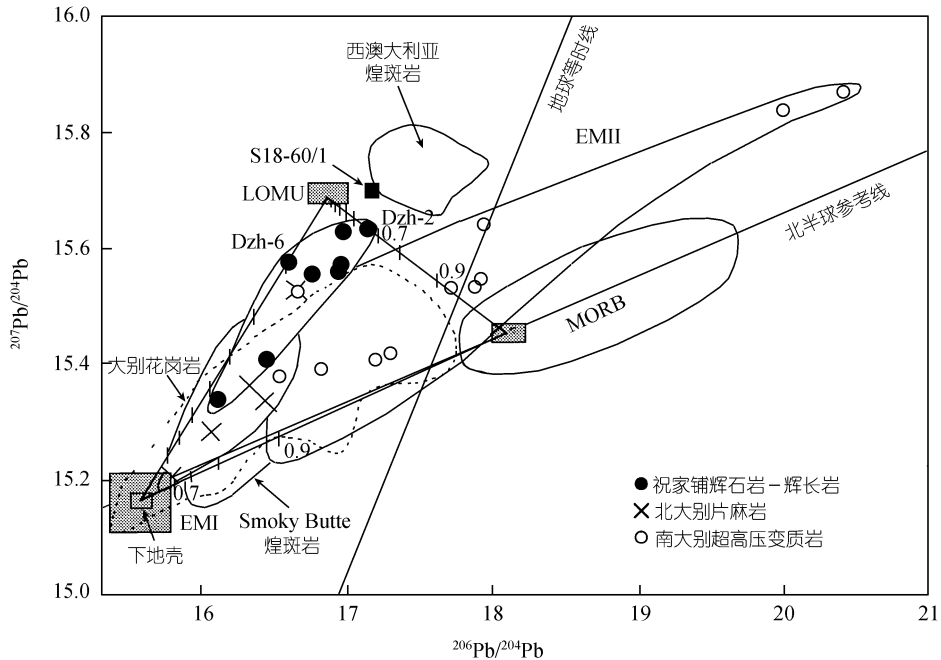 16.0
15.8
15.6
15.4
15.2
15.0
²⁰⁷Pb/²⁰⁴Pb
西澳大利亚
煌斑岩
地球等时线
EMII
S18-60/1
LOMU
北半球参考线
Dzh-2
Dzh-6
0.7
0.9
MORB
大别花岗岩
0.9
0.7
EMI
Smoky Butte
煌斑岩
下地壳
祝家铺辉石岩－辉长岩
北大别片麻岩
南大别超高压变质岩
16
17
18
19
20
21
²⁰⁶Pb/²⁰⁴Pb